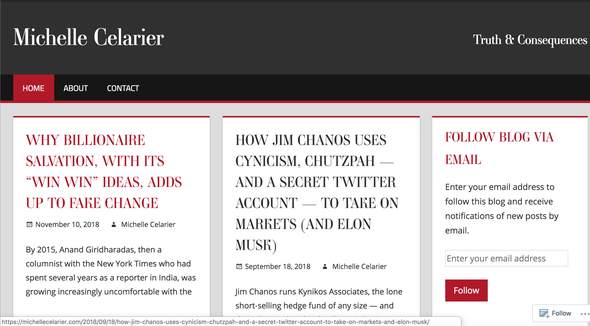 Michelle Celarier
Truth & Consequences
HOME
ABOUT
CONTACT
WHY BILLIONAIRE
SALVATION, WITH ITS
“WIN WIN” IDEAS, ADDS
UP TO FAKE CHANGE
November 10, 2018
Michelle Celarier
By 2015, Anand Giridharadas, then a
columnist with the New York Times who had
spent several years as a reporter in India, was
growing increasingly uncomfortable with the
HOW JIM CHANOS USES
CYNICISM, CHUTZPAH —
AND A SECRET TWITTER
ACCOUNT — TO TAKE ON
MARKETS (AND ELON
MUSK)
September 18, 2018
Michelle Celarier
Jim Chanos runs Kynikos Associates, the lone
short-selling hedge fund of any size — and
FOLLOW BLOG VIA
EMAIL
Enter your email address to
follow this blog and receive
notifications of new posts by
email.
Enter your email address
Follow
Follow
https://michellecelarier.com/2018/09/18/how-jim-chanos-uses-cynicism-chutzpah-and-a-secret-twitter-account-to-take-on-markets-and-elon-musk/